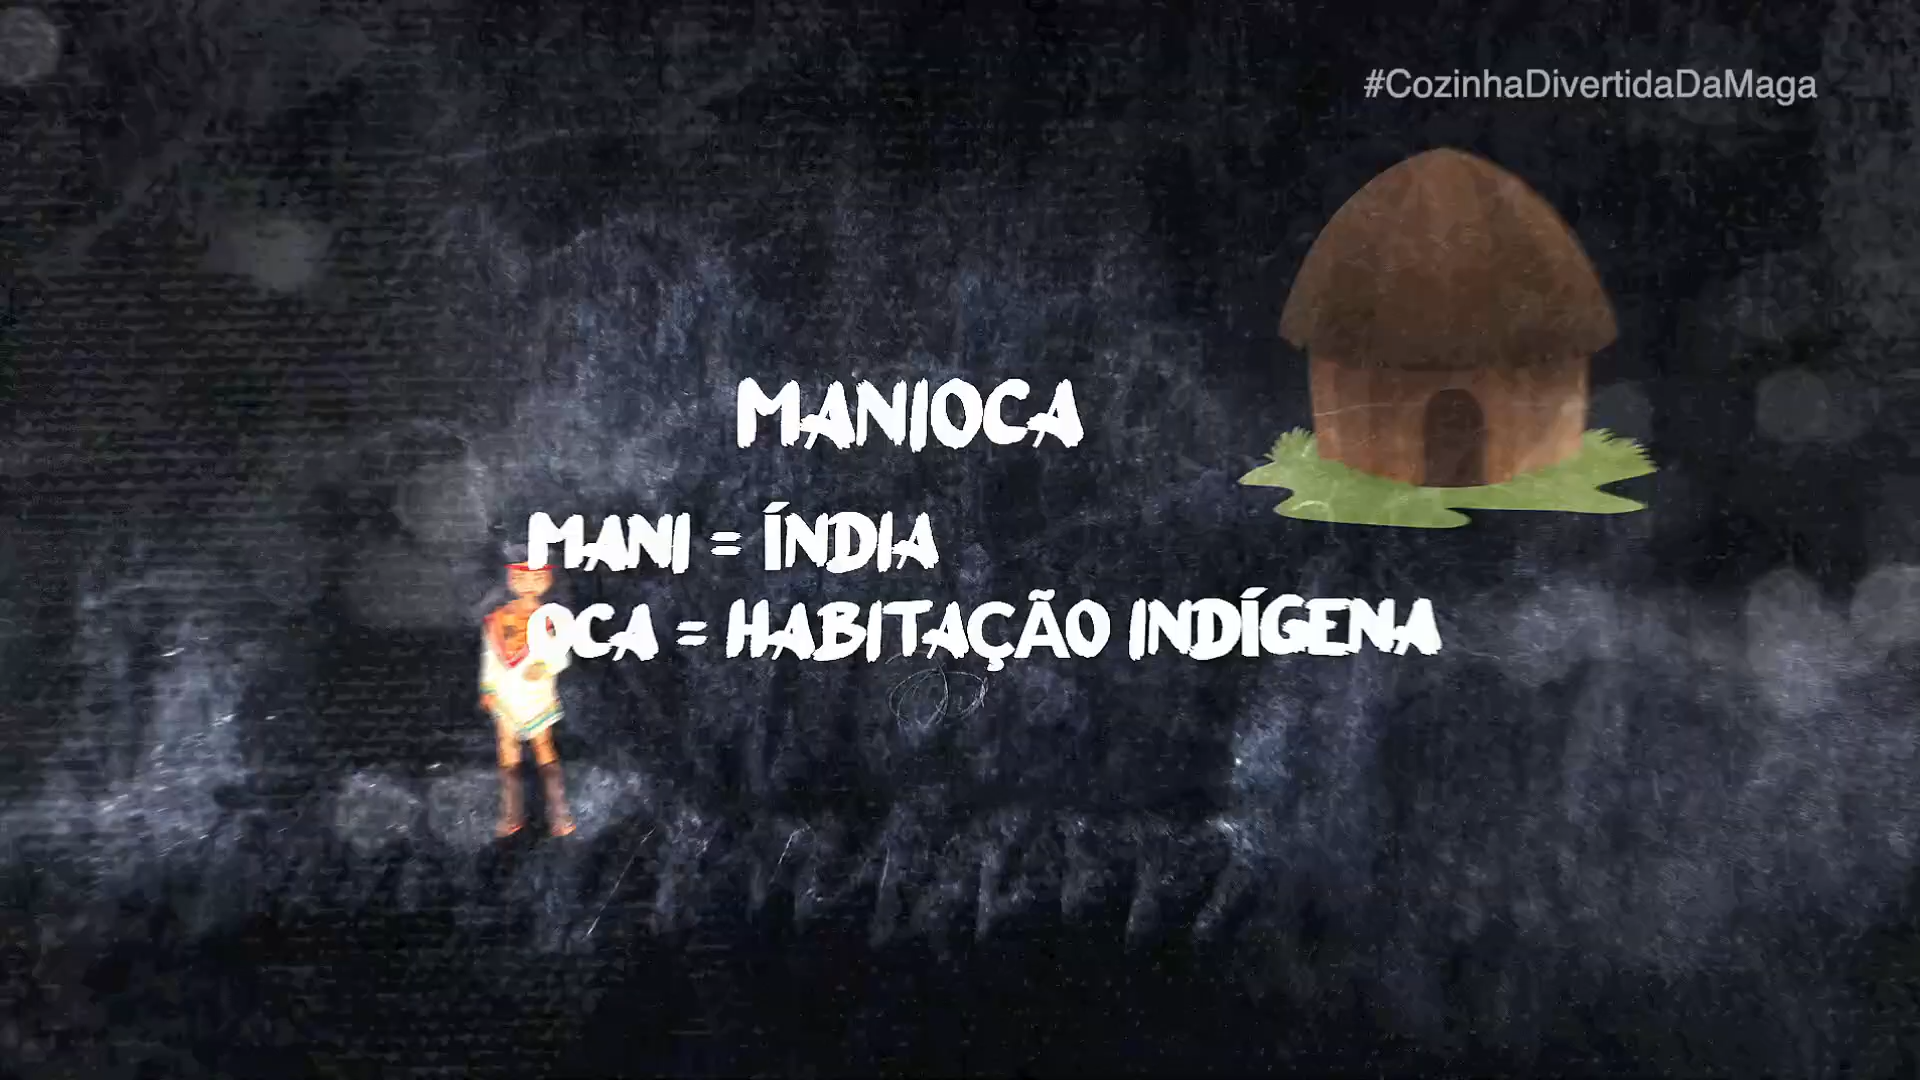 #CozinhaDivertidaDaMaga
MANIOCA
MANI = ÍNDIA
OCA = HABITAÇÃO INDÍGENA